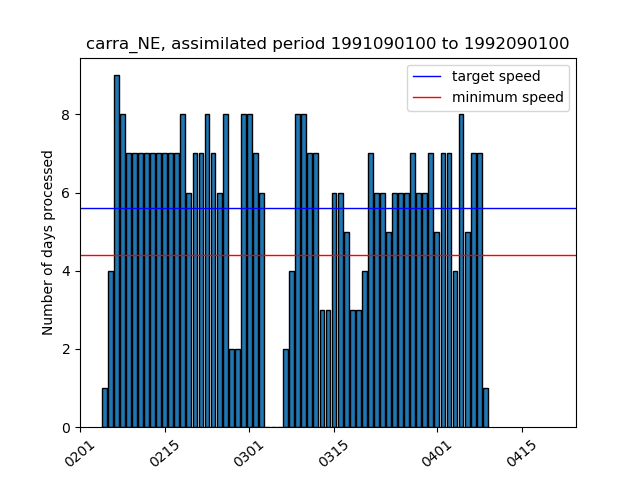 carra_NE, assimilated period 1991090100 to 1992090100
target speed
minimum speed
Number of days processed
8
6
4
2
0
0201
0215
0301
0315
0401
0415